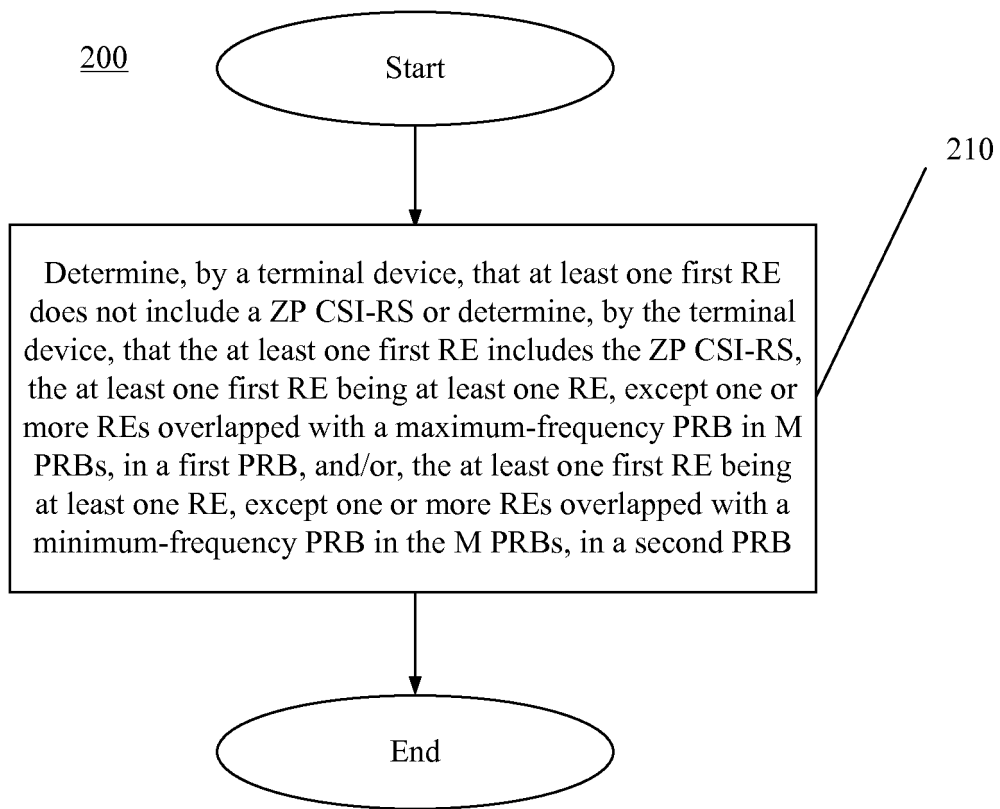 200
Start
210
Determine, by a terminal device, that at least one first RE
does not include a ZP CSI-RS or determine, by the terminal
device, that the at least one first RE includes the ZP CSI-RS,
the at least one first RE being at least one RE, except one or
more REs overlapped with a maximum-frequency PRB in M
PRBs, in a first PRB, and/or, the at least one first RE being
at least one RE, except one or more REs overlapped with a
minimum-frequency PRB in the M PRBs, in a second PRB
End